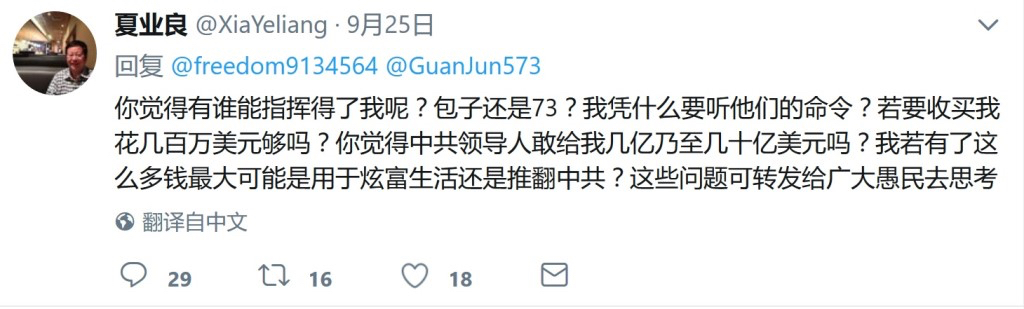 夏业良 @XiaYeliang · 9月25日
回复 @freedom9134564 @GuanJun573
你觉得有谁能指挥得了我呢？包子还是73？我凭什么要听他们的命令？若要收买我
花几百万美元够吗？你觉得中共领导人敢给我几亿乃至几十亿美元吗？我若有了这
么多钱最大可能是用于炫富生活还是推翻中共？这些问题可转发给广大愚民去思考
翻译自中文
29 16 18